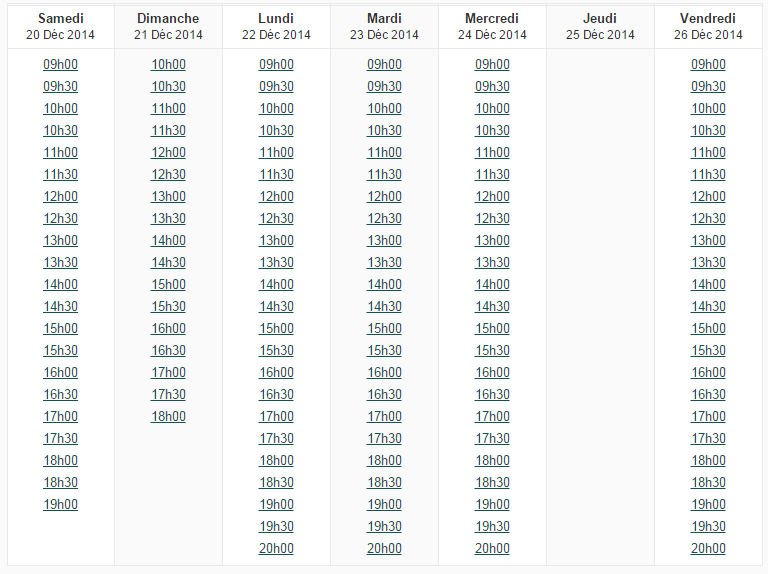 Samedi Dimanche Lundi Mardi Mercredi Jeudi Vendredi
20 Déc 2014 21 Déc 2014 22 Déc 2014 23 Déc 2014 24 Déc 2014 25 Déc 2014 26 Déc 2014
09h00 10h00 09h00 09h00 09h00 09h00
09h30 10h30 09h30 09h30 09h30 09h30
10h00 11h00 10h00 10h00 10h00 10h00
10h30 11h30 10h30 10h30 10h30 10h30
11h00 12h00 11h00 11h00 11h00 11h00
11h30 12h30 11h30 11h30 11h30 11h30
12h00 13h00 12h00 12h00 12h00 12h00
12h30 13h30 12h30 12h30 12h30 12h30
13h00 14h00 13h00 13h00 13h00 13h00
13h30 14h30 13h30 13h30 13h30 13h30
14h00 15h00 14h00 14h00 14h00 14h00
14h30 15h30 14h30 14h30 14h30 14h30
15h00 16h00 15h00 15h00 15h00 15h00
15h30 16h30 15h30 15h30 15h30 15h30
16h00 17h00 16h00 16h00 16h00 16h00
16h30 17h30 16h30 16h30 16h30 16h30
17h00 18h00 17h00 17h00 17h00 17h00
17h30 17h30 17h30 17h30 17h30
18h00 18h00 18h00 18h00 18h00
18h30 18h30 18h30 18h30 18h30
19h00 19h00 19h00 19h00 19h00
19h30 19h30 19h30 19h30
20h00 20h00 20h00 20h00